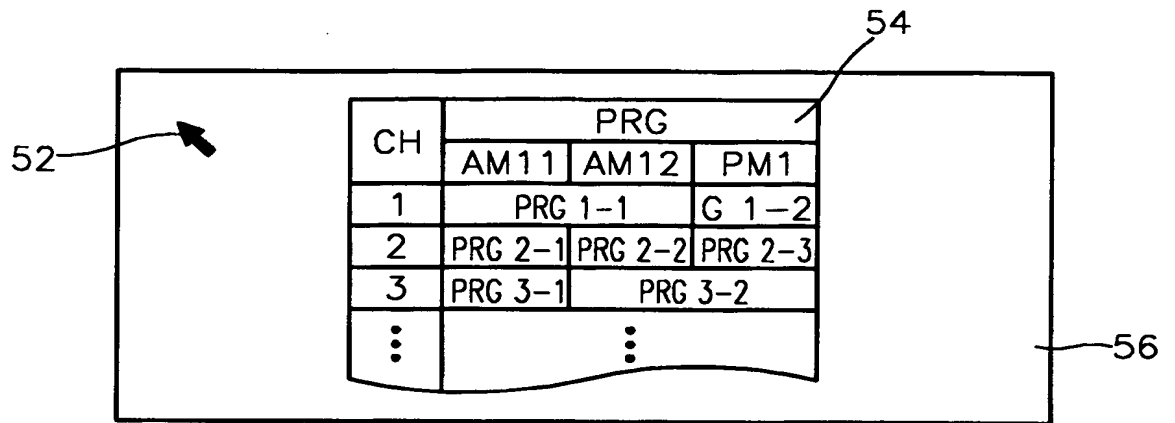 54
52
CH PRG
AM11 AM12 PM1
1 PRG 1-1 G 1-2
2 PRG 2-1 PRG 2-2 PRG 2-3
3 PRG 3-1 PRG 3-2
56